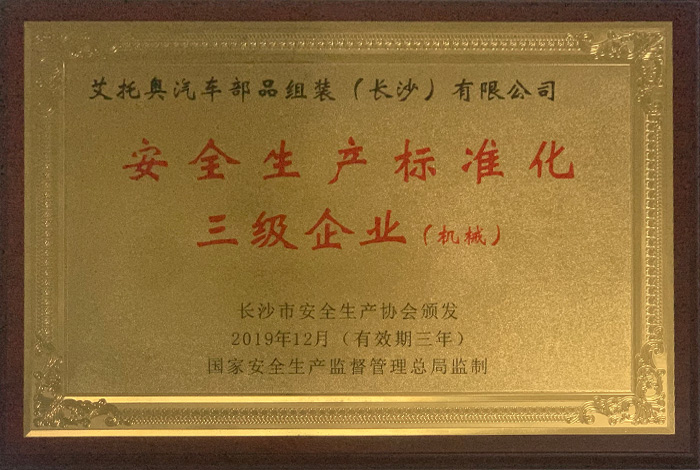 艾托奥汽车部品组装（长沙）有限公司
安全生产标准化
三级企业（机械）
长沙市安全生产协会颁发
2019年12月（有效期三年）
国家安全生产监督管理总局监制